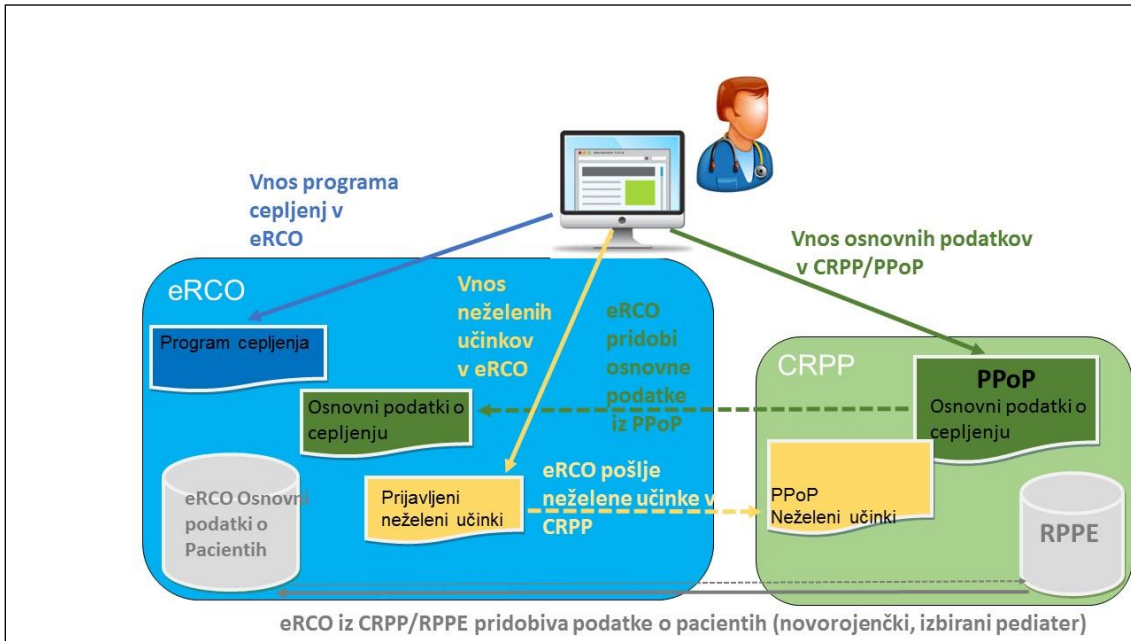 Vnos programa
cepljenj v
eRCO
Vnos osnovnih podatkov
v CRPP/PPoP
eRCO
Vnos
neželenih
učinkov
v eRCO
eRCO
pridobi
osnovne
podatke
iz PPoP
Program cepljenja
CRPP
PPoP
Osnovni podatki o
cepljenju
Osnovni podatki o
cepljenju
eRCO Osnovni
podatki o
Pacientih
Prijavljeni
neželeni učinki
eRCO pošlje
neželene učinke v
CRPP
PPoP
Neželeni učinki
RPPE
eRCO iz CRPP/RPPE pridobiva podatke o pacientih (novorojenčki, izbirani pediater)